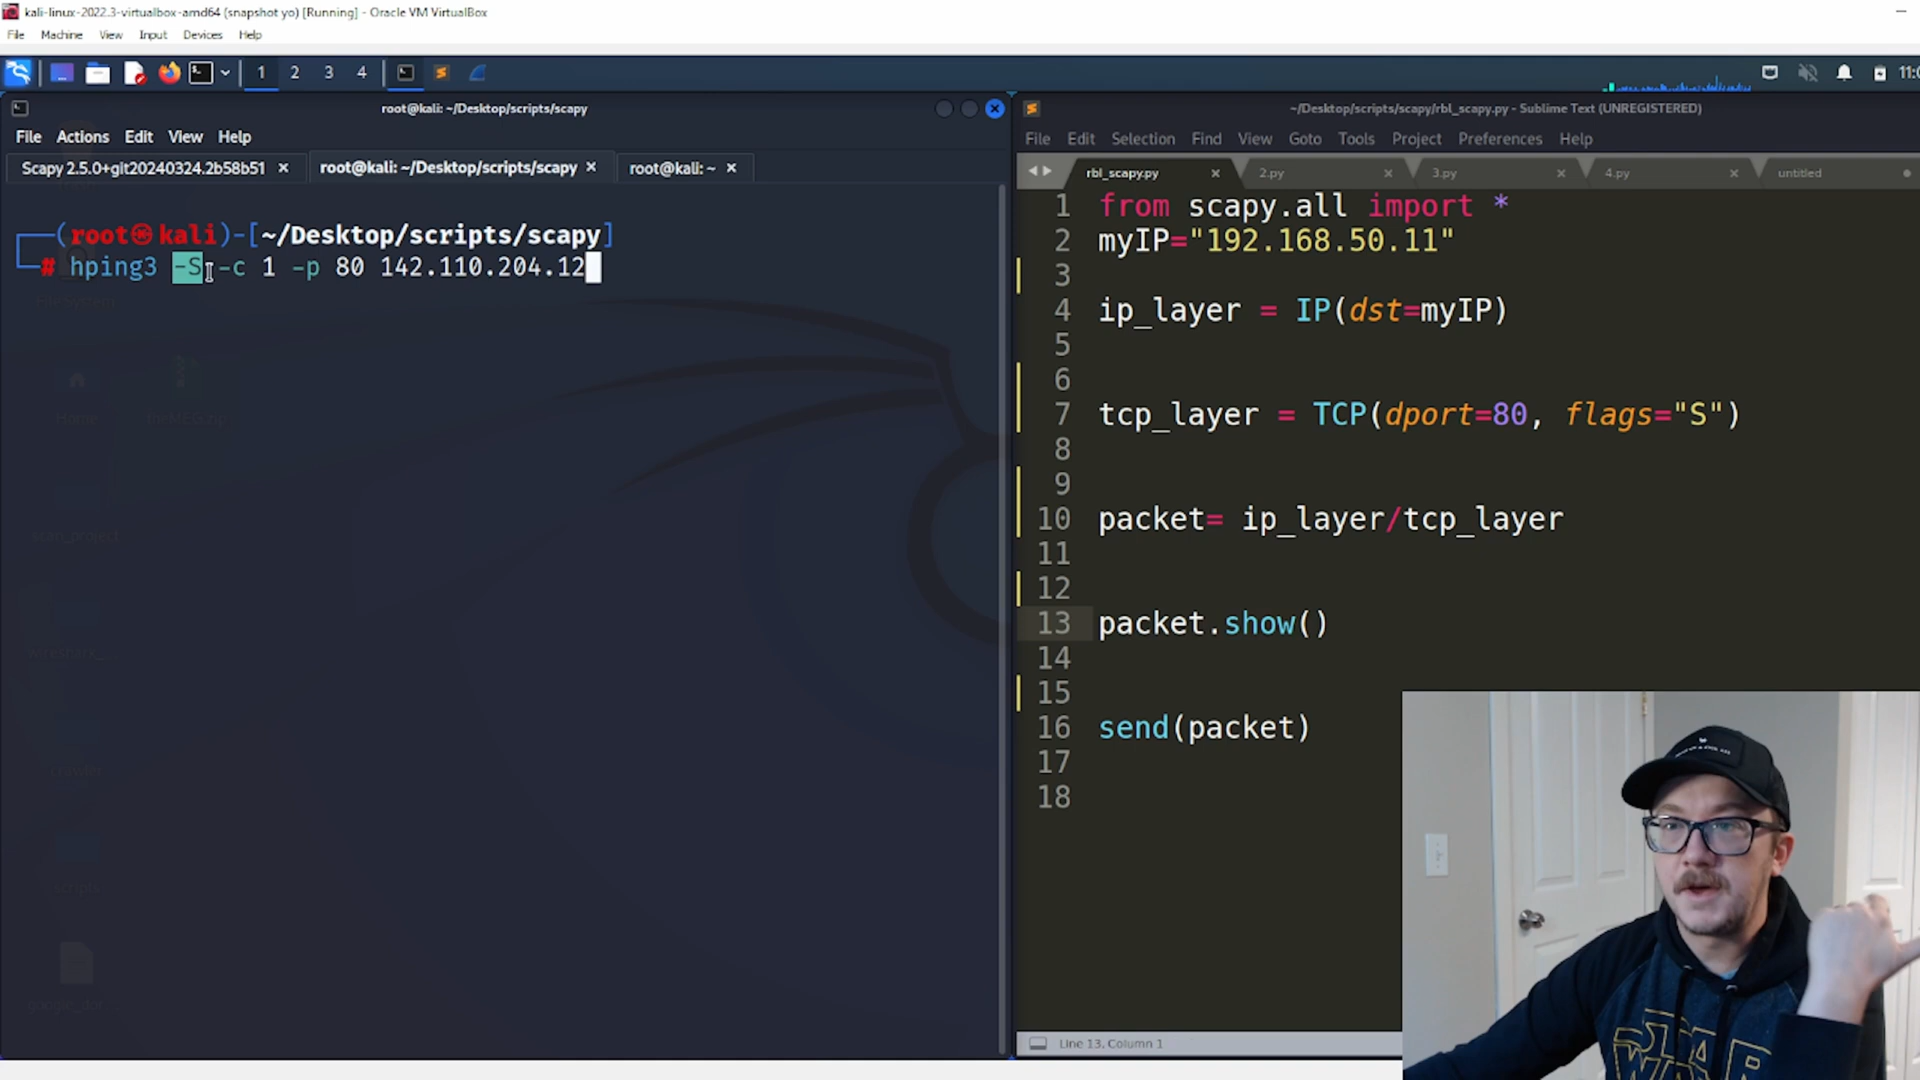 kali-linux-2022.3-virtualbox-amd64 (snapshot yo) [Running] - Oracle VM VirtualBox
File Machine View Input Devices Help
1 2 3 4
11:0
root@kali: ~/Desktop/scripts/scapy
File Actions Edit View Help
Scapy 2.5.0+git20240324.2b58b51 root@kali: ~/Desktop/scripts/scapy root@kali: ~
(root㉿kali)-[~/Desktop/scripts/scapy]
# hping3 -S -c 1 -p 80 142.110.204.12
Home
scripts
~/Desktop/scripts/scapy/rbl_scapy.py - Sublime Text (UNREGISTERED)
File Edit Selection Find View Goto Tools Project Preferences Help
rbl_scapy.py 2.py 3.py 4.py untitled
1 from scapy.all import *
2 myIP="192.168.50.11"
3
4 ip_layer = IP(dst=myIP)
5
6
7 tcp_layer = TCP(dport=80, flags="S")
8
9
10 packet= ip_layer/tcp_layer
11
12
13 packet.show()
14
15
16 send(packet)
17
18
Line 13, Column 1
STAR
WARS